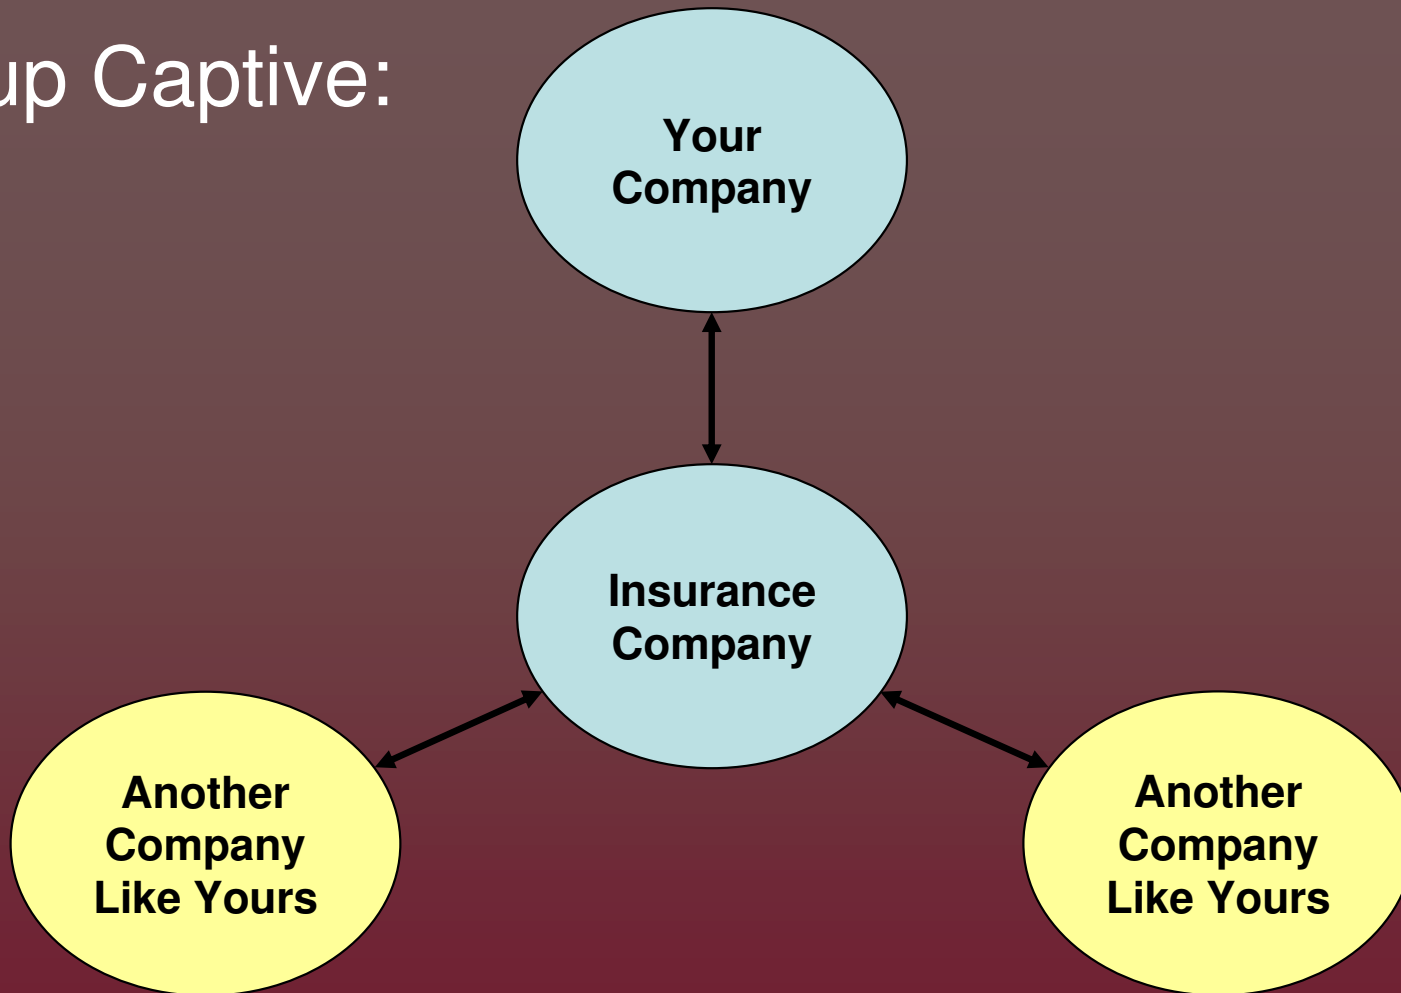 up Captive:
Your
Company
Insurance
Company
Another
Company
Like Yours
Another
Company
Like Yours